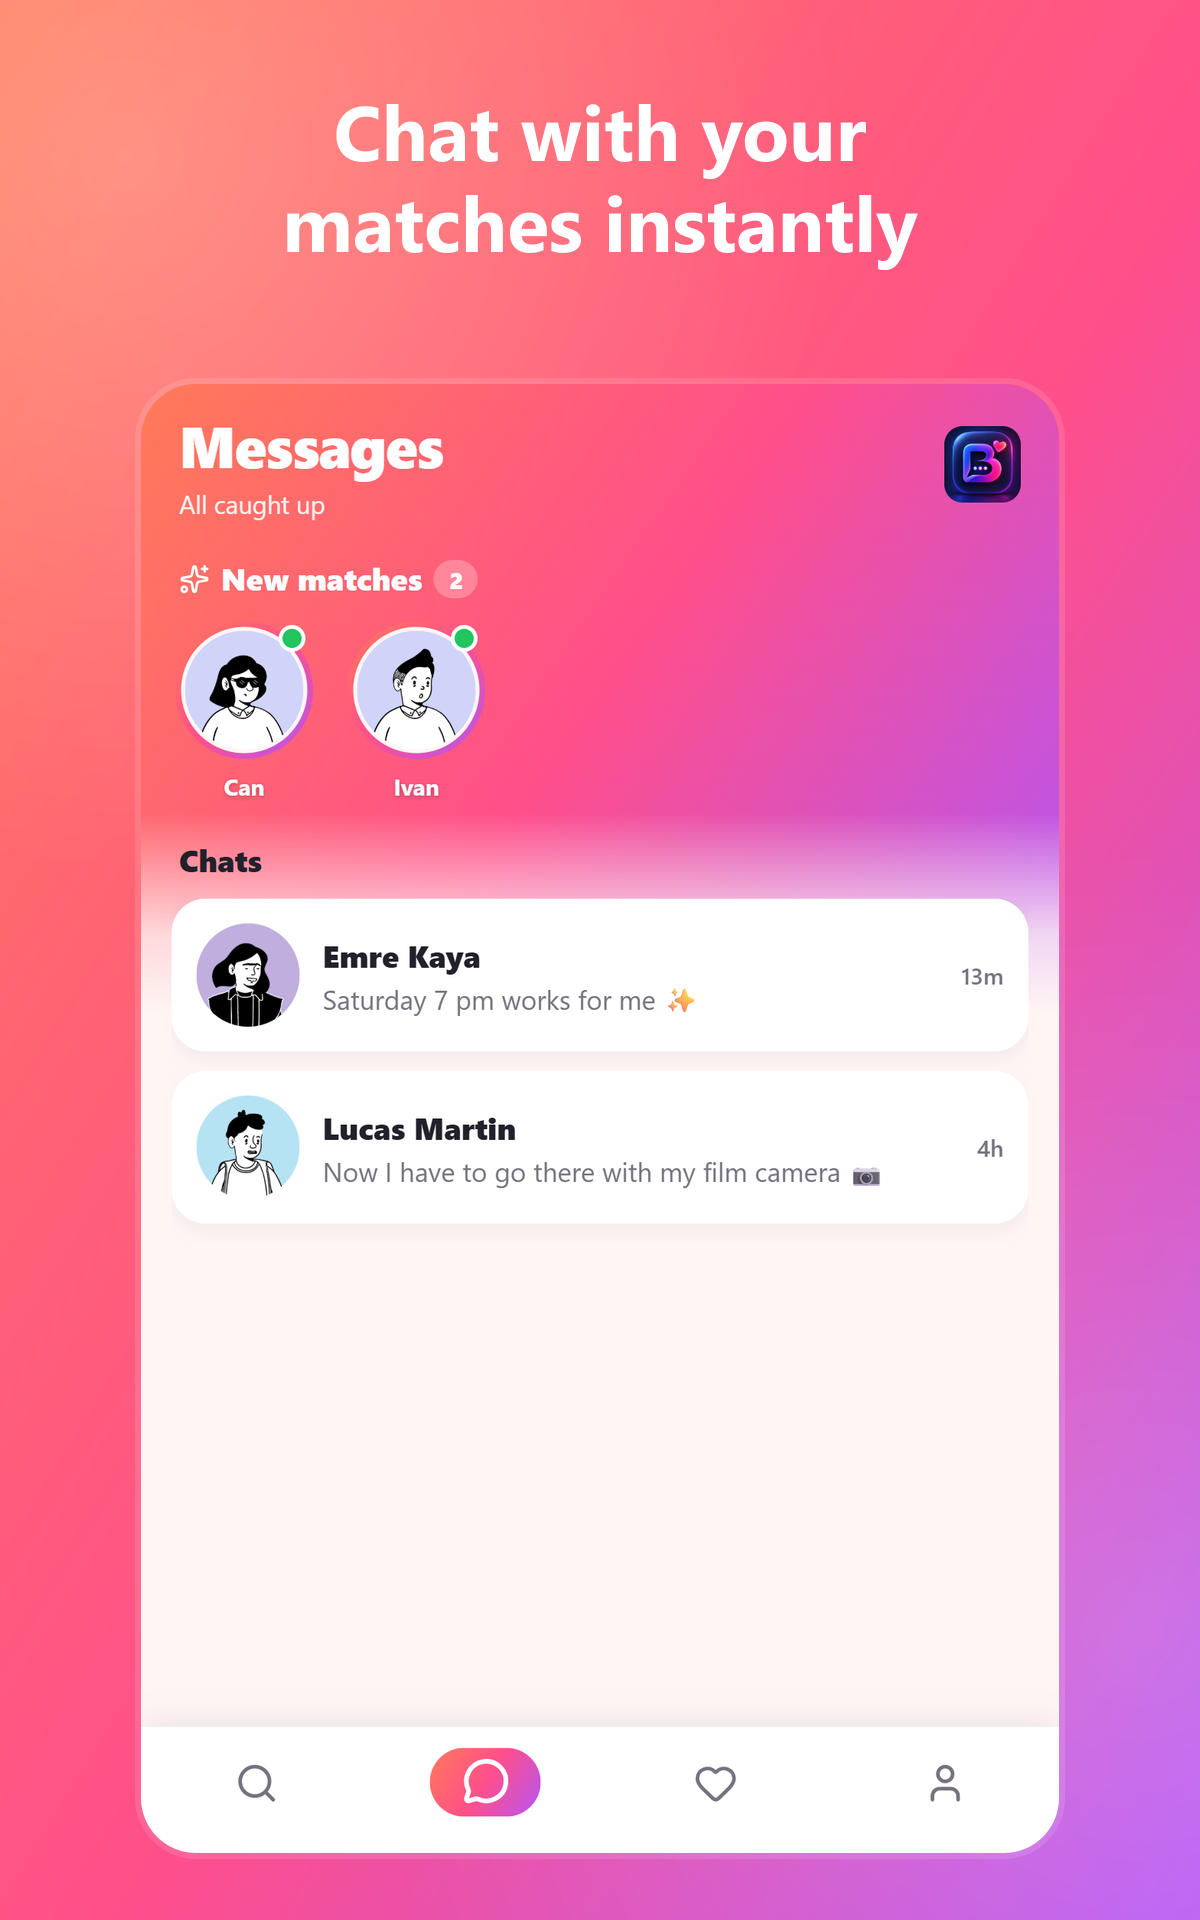 Chat with your
matches instantly
Messages
All caught up
B
New matches 2
Can
Ivan
Chats
Emre Kaya
Saturday 7 pm works for me ✨
13m
Lucas Martin
Now I have to go there with my film camera 📷
4h